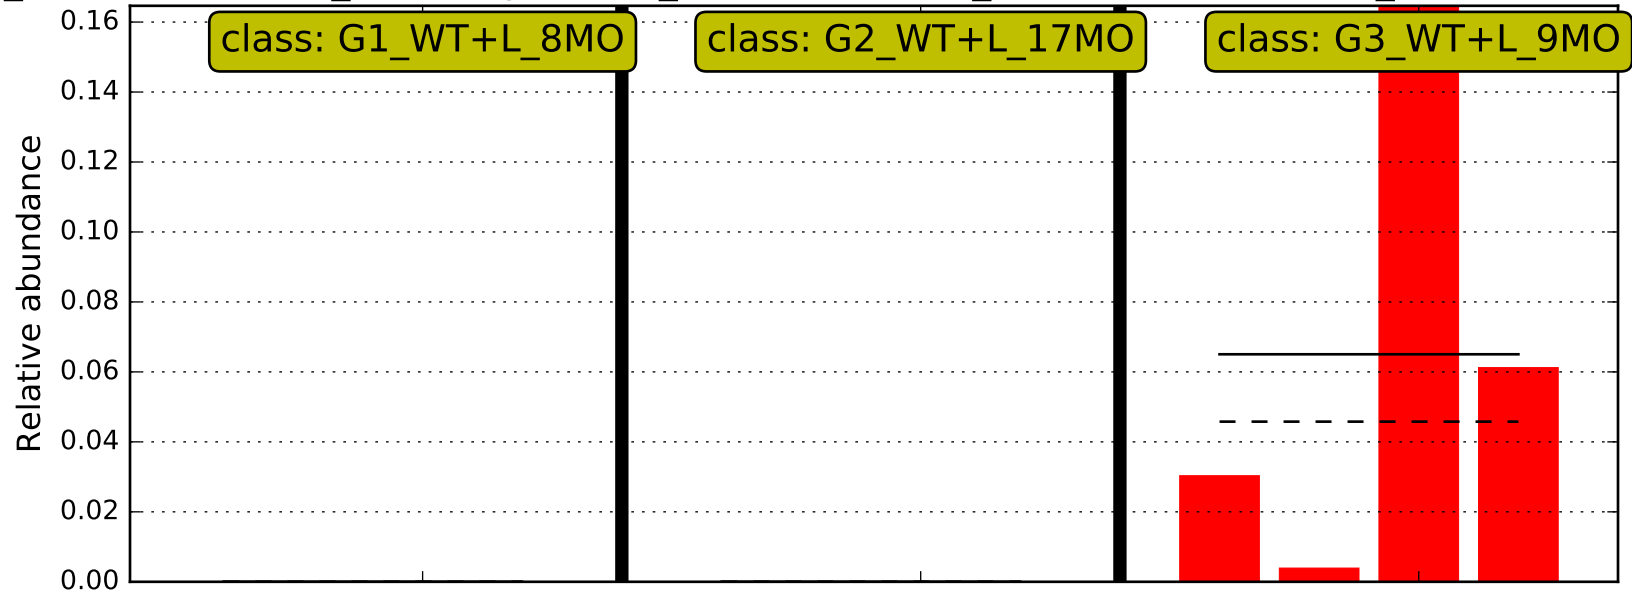 class: G1_WT+L_8MO
class: G2_WT+L_17MO
class: G3_WT+L_9MO
0.16
0.14
0.12
0.10
0.08
0.06
0.04
0.02
0.00
Relative abundance